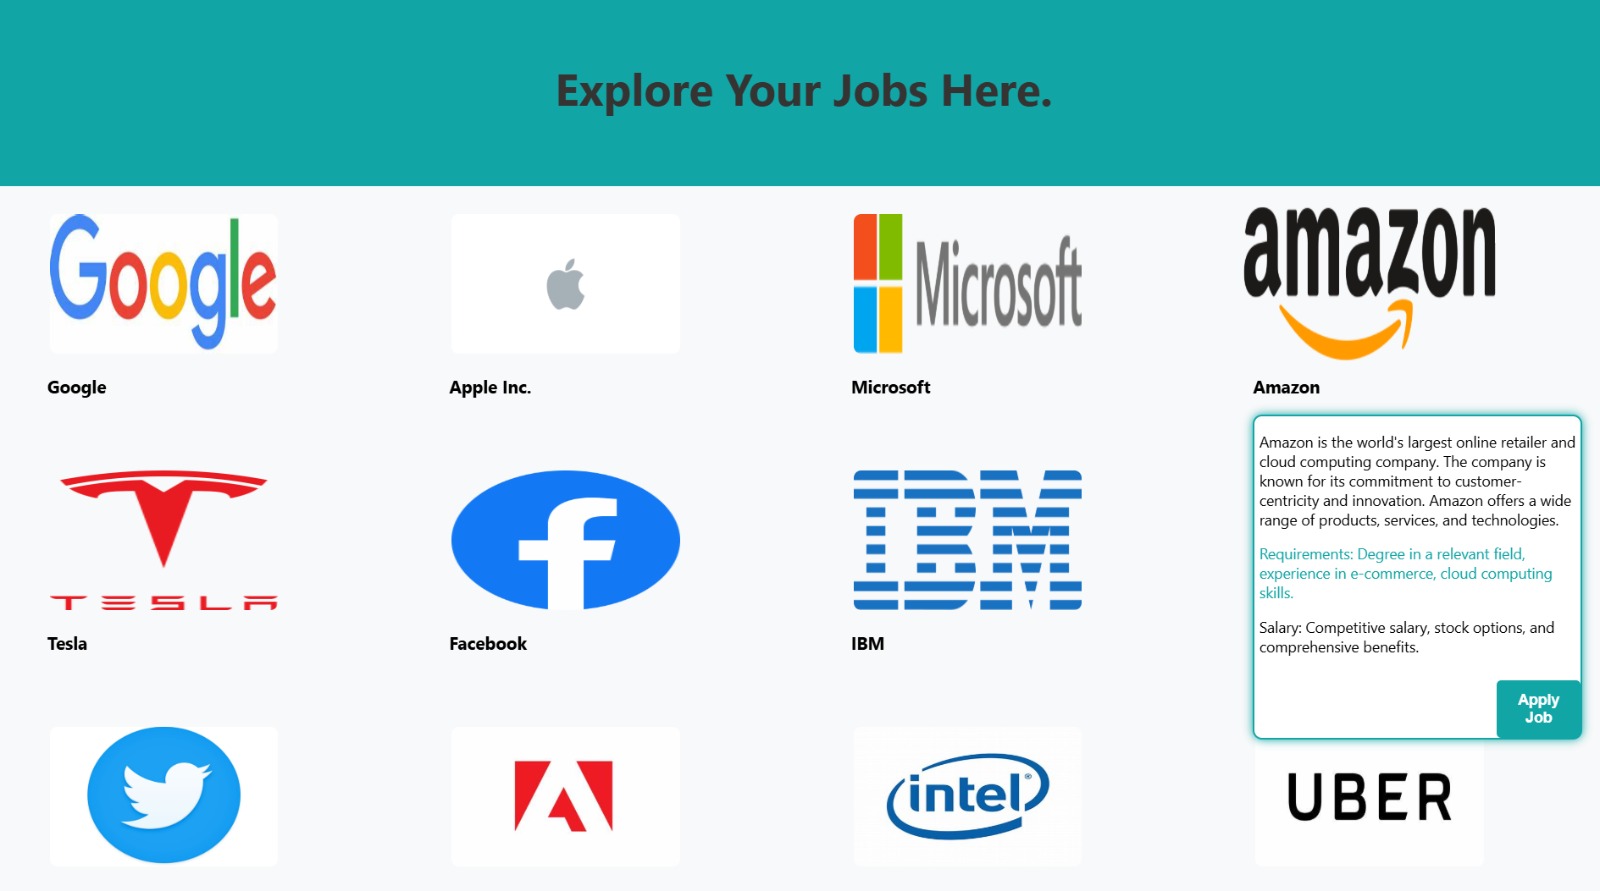 Explore Your Jobs Here.
Google
Microsoft
amazon
Google
Apple Inc.
Microsoft
Amazon
Amazon is the world's largest online retailer and
cloud computing company. The company is
known for its commitment to customer-
centricity and innovation. Amazon offers a wide
range of products, services, and technologies.
Requirements: Degree in a relevant field,
experience in e-commerce, cloud computing
skills.
Salary: Competitive salary, stock options, and
comprehensive benefits.
Apply
Job
TESLA
f
IBM
Tesla
Facebook
IBM
intel®
UBER